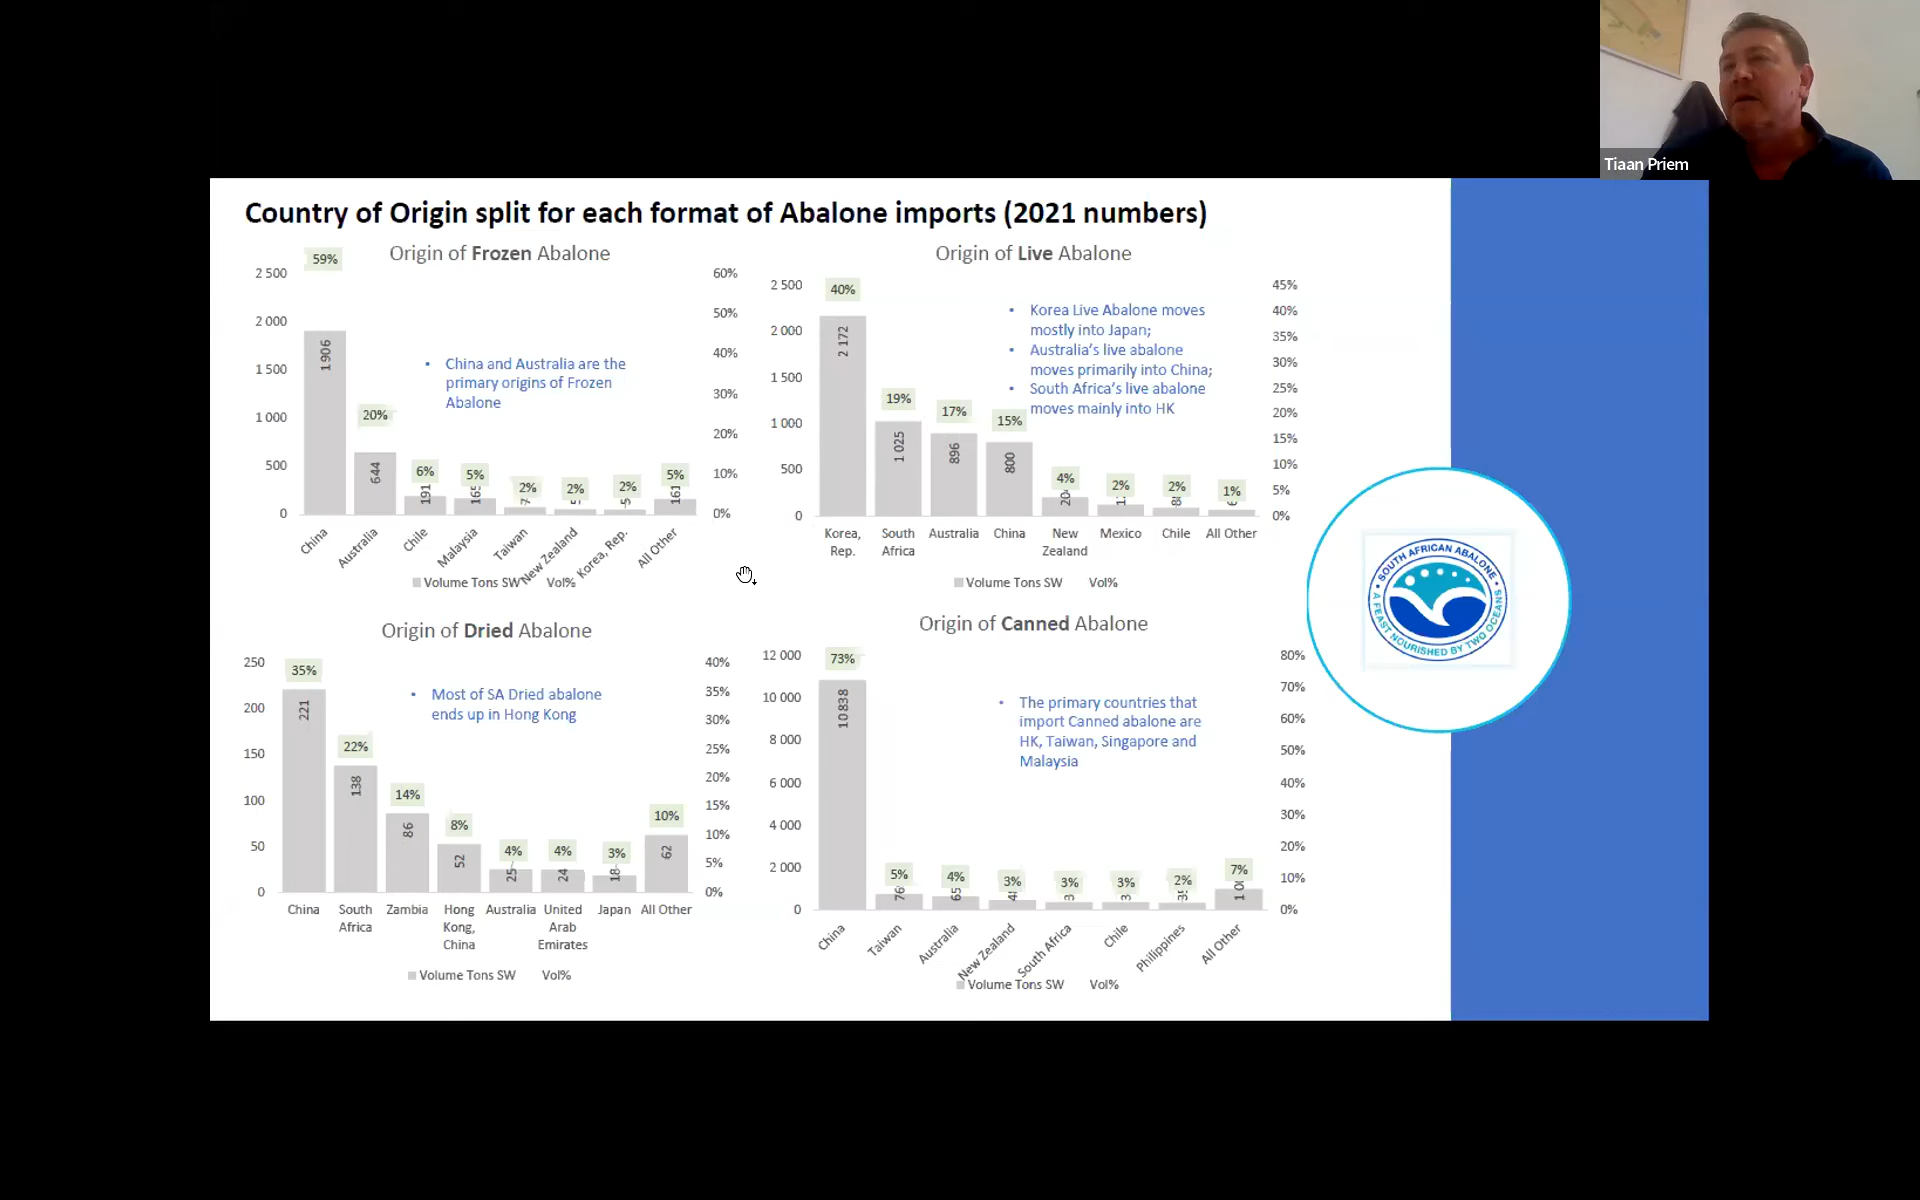 Tiaan Priem
Country of Origin split for each format of Abalone imports (2021 numbers)
Origin of Frozen Abalone
59%
2 500
2 000
1 500
1 000
500
0
60%
50%
40%
30%
20%
10%
0%
1 906
20%
644
6%
191
5%
2%
2%
2%
5%
161
• China and Australia are the
primary origins of Frozen
Abalone
China
Australia
Chile
Malaysia
Taiwan
New Zealand
Korea, Rep.
All Other
Volume Tons SW
Vol%
Origin of Live Abalone
2 500
2 000
1 500
1 000
500
0
45%
40%
35%
30%
25%
20%
15%
10%
5%
0%
40%
2 172
19%
1 025
17%
896
15%
800
4%
2%
2%
1%
• Korea Live Abalone moves
mostly into Japan;
• Australia's live abalone
moves primarily into China;
• South Africa's live abalone
moves mainly into HK
Korea,
Rep.
South
Africa
Australia
China
New
Zealand
Mexico
Chile
All Other
Volume Tons SW
Vol%
Origin of Dried Abalone
250
200
150
100
50
0
40%
35%
30%
25%
20%
15%
10%
5%
0%
35%
221
22%
138
14%
86
8%
52
4%
25
4%
24
3%
18
10%
62
• Most of SA Dried abalone
ends up in Hong Kong
China
South
Africa
Zambia
Hong
Kong,
China
Australia
United
Arab
Emirates
Japan
All Other
Volume Tons SW
Vol%
Origin of Canned Abalone
12 000
10 000
8 000
6 000
4 000
2 000
0
80%
70%
60%
50%
40%
30%
20%
10%
0%
73%
10 838
5%
4%
3%
3%
3%
2%
7%
• The primary countries that
import Canned abalone are
HK, Taiwan, Singapore and
Malaysia
China
Taiwan
Australia
New Zealand
South Africa
Chile
Philippines
All Other
Volume Tons SW
Vol%
• SOUTH AFRICAN ABALONE •
A FEAST NOURISHED BY TWO OCEANS